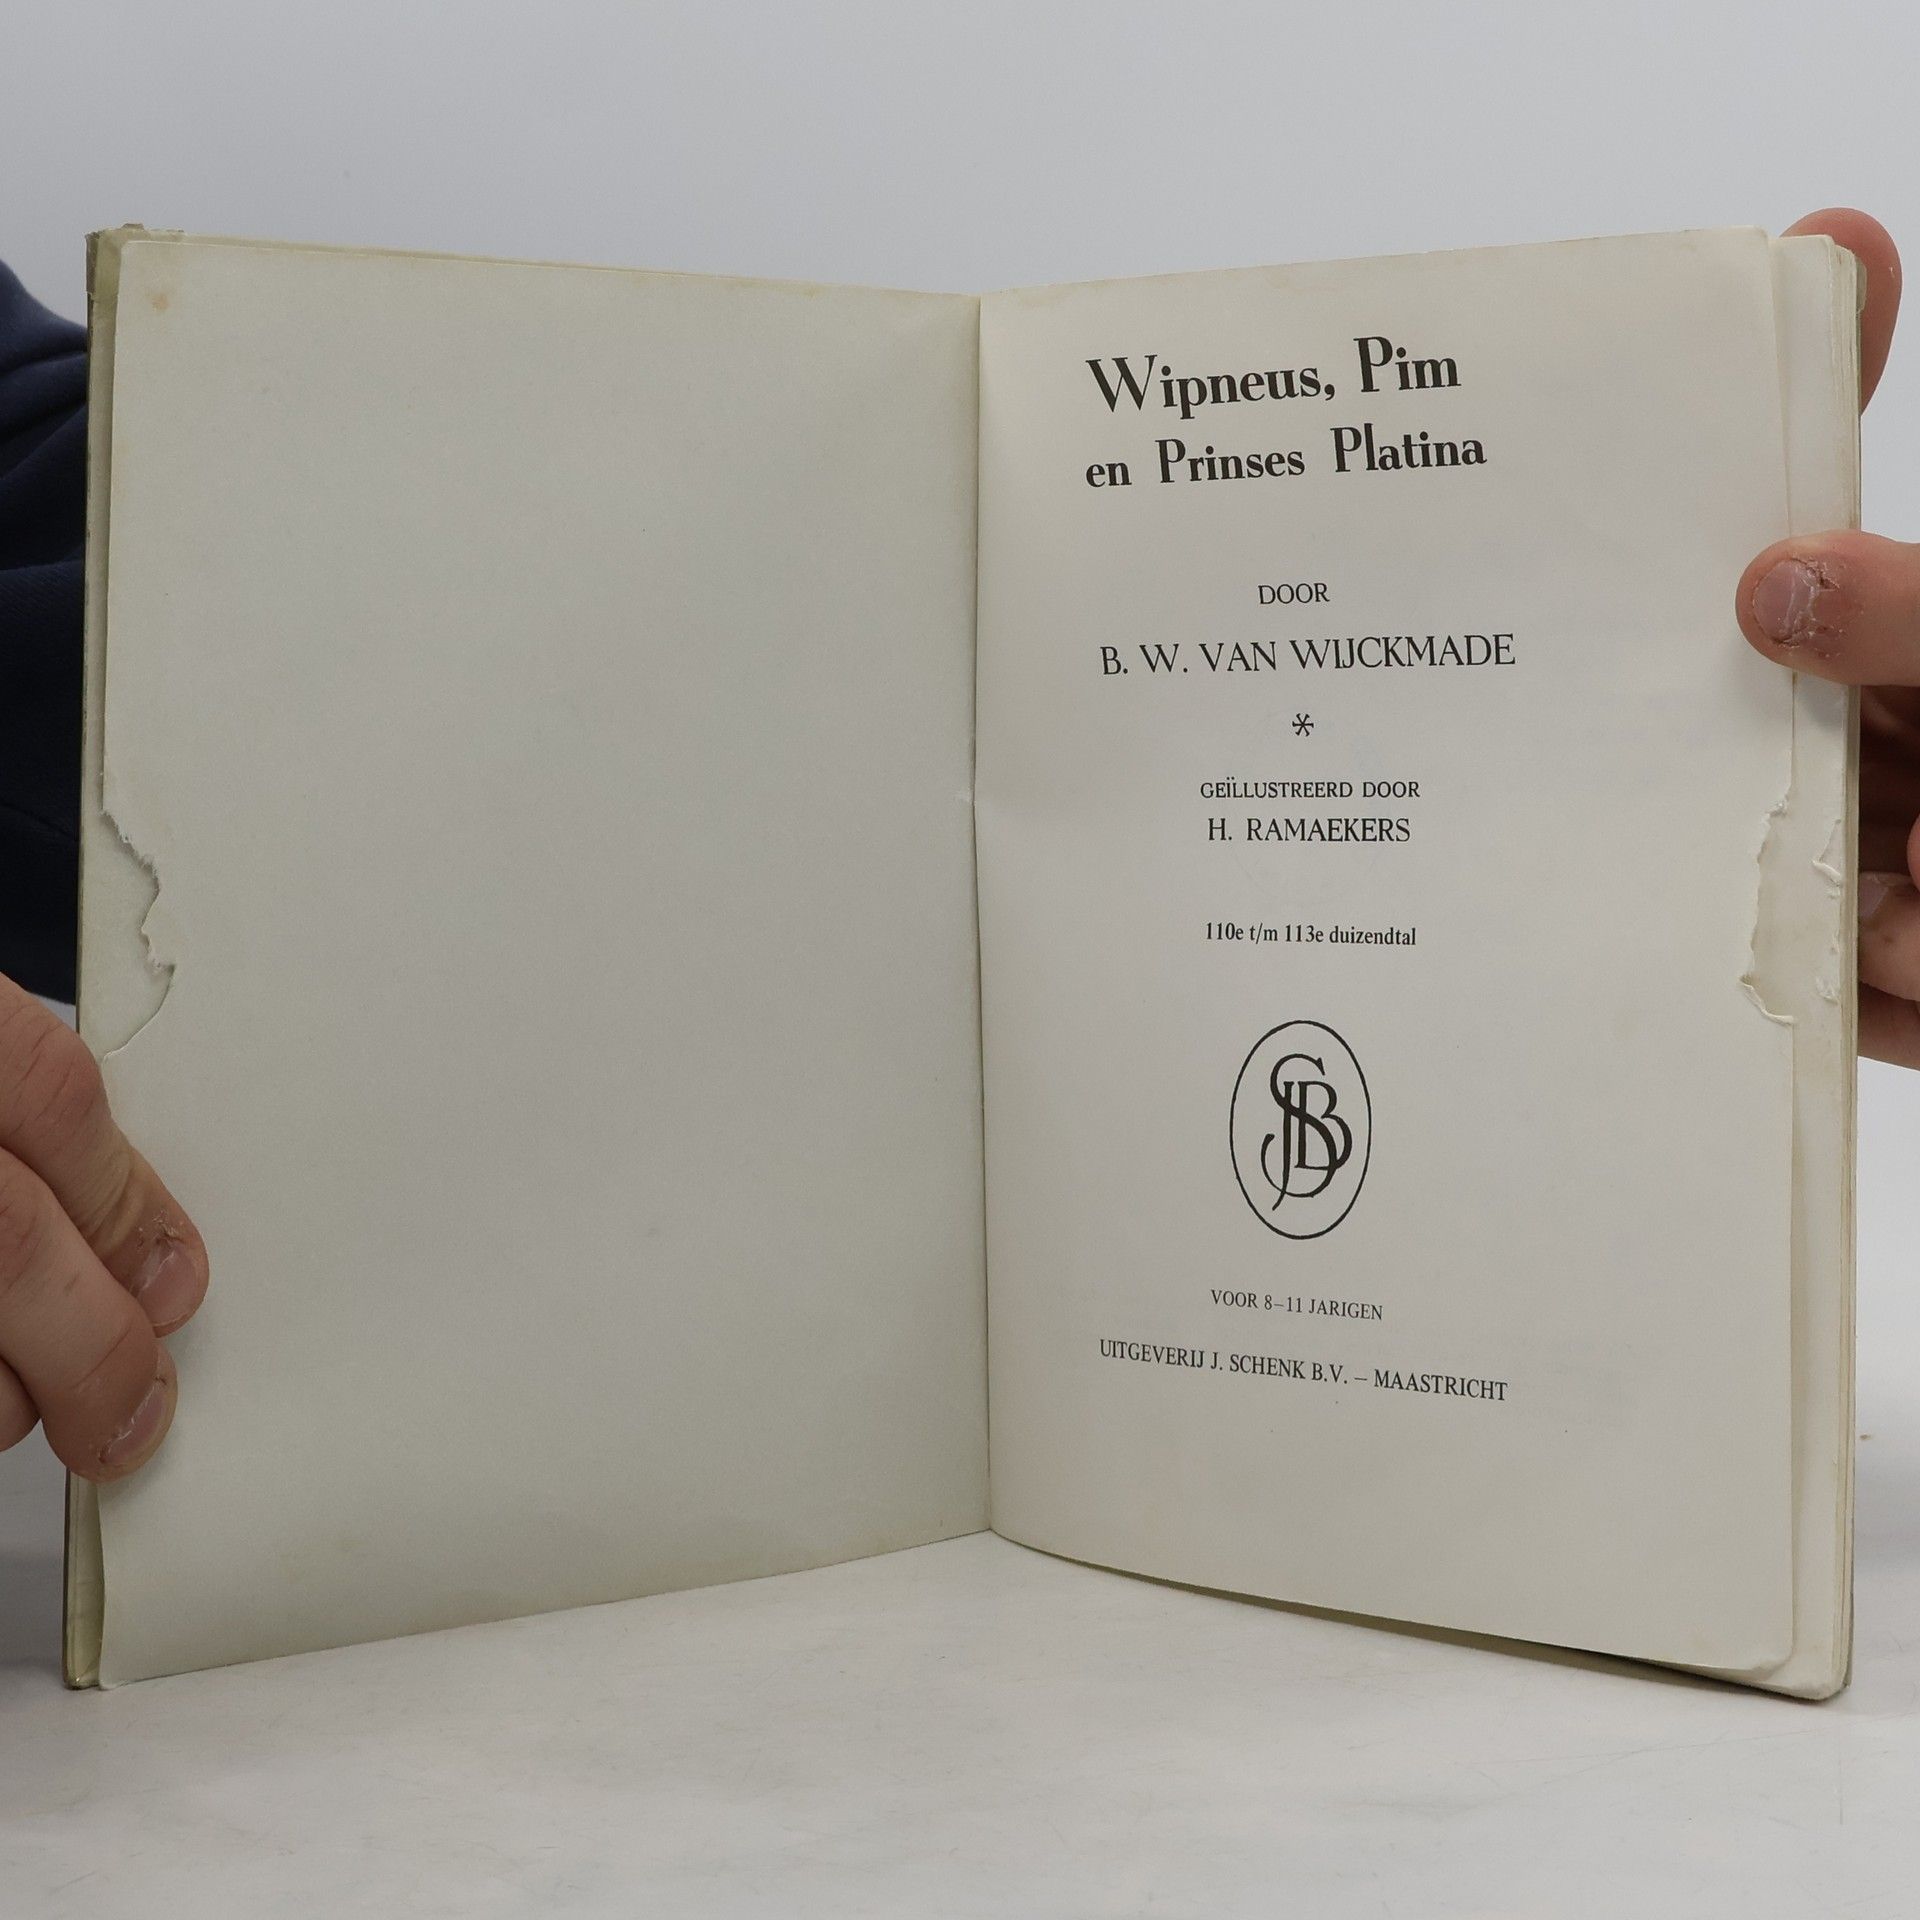 Wipneus, Pim
en Prinses Platina
DOOR
B. W. VAN WIJCKMADE
*
GEÏLLUSTREERD DOOR
H. RAMAEKERS
110e t/m 113e duizendtal
JSB
VOOR 8–11 JARIGEN
UITGEVERIJ J. SCHENK B.V. – MAASTRICHT